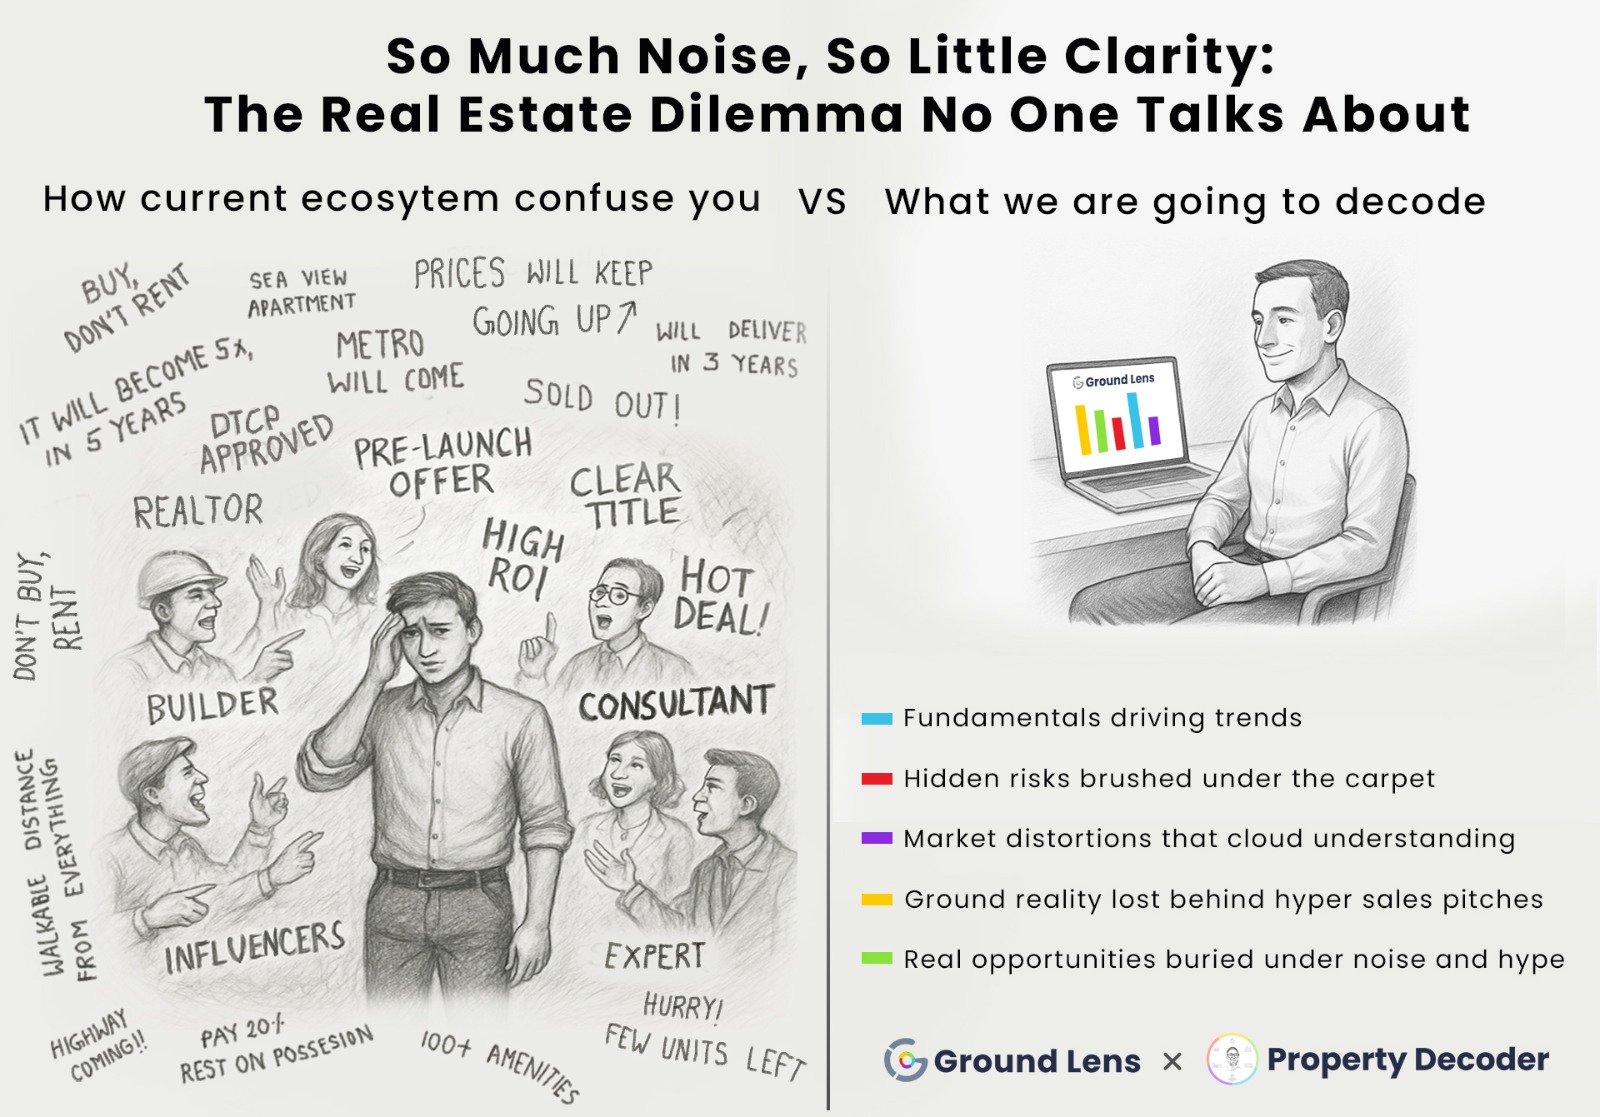 So Much Noise, So Little Clarity:
The Real Estate Dilemma No One Talks About
How current ecosytem confuse you
VS
What we are going to decode
BUY,
DON'T RENT
SEA VIEW
APARTMENT
PRICES WILL KEEP
GOING UP↗
WILL DELIVER
IN 3 YEARS
IT WILL BECOME 5X,
IN 5 YEARS
METRO
WILL COME
SOLD OUT!
DTCP
APPROVED
PRE-LAUNCH
OFFER
CLEAR
TITLE
REALTOR
HIGH
ROI
HOT
DEAL!
DON'T BUY,
RENT
BUILDER
CONSULTANT
WALKABLE DISTANCE
FROM EVERYTHING
INFLUENCERS
EXPERT
HIGHWAY
COMING!!
PAY 20%
REST ON POSSESION
100+ AMENITIES
HURRY!
FEW UNITS LEFT
Ground Lens
Fundamentals driving trends
Hidden risks brushed under the carpet
Market distortions that cloud understanding
Ground reality lost behind hyper sales pitches
Real opportunities buried under noise and hype
Ground Lens × Property Decoder